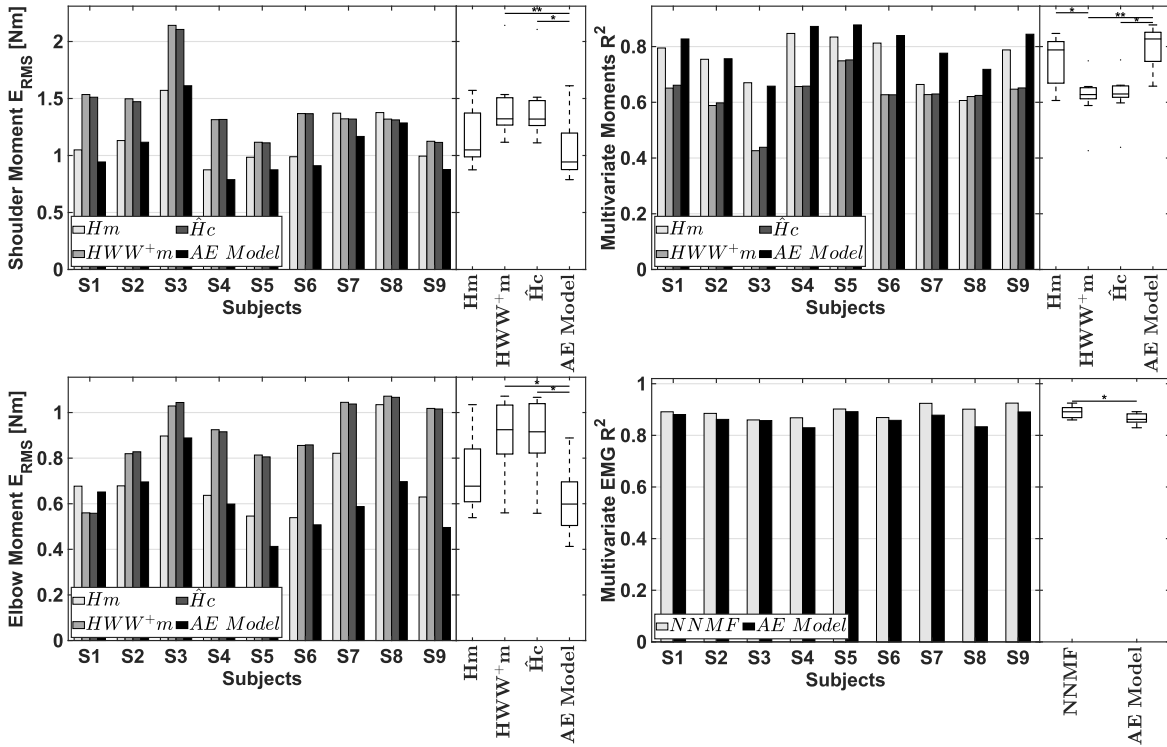 Shoulder Moment E_RMS [Nm]
2
1.5
1
0.5
0
Hm
Ĥc
HWW⁺m
AE Model
S1 S2 S3 S4 S5 S6 S7 S8 S9
Subjects
** 
*
Hm
HWW⁺m
Ĥc
AE Model
Multivariate Moments R²
0.8
0.6
0.4
0.2
0
Hm
Ĥc
HWW⁺m
AE Model
S1 S2 S3 S4 S5 S6 S7 S8 S9
Subjects
* **
*
Hm
HWW⁺m
Ĥc
AE Model
Elbow Moment E_RMS [Nm]
1
0.8
0.6
0.4
0.2
0
Hm
Ĥc
HWW⁺m
AE Model
S1 S2 S3 S4 S5 S6 S7 S8 S9
Subjects
*
*
Hm
HWW⁺m
Ĥc
AE Model
Multivariate EMG R²
1
0.8
0.6
0.4
0.2
0
NNMF AE Model
S1 S2 S3 S4 S5 S6 S7 S8 S9
Subjects
*
NNMF
AE Model